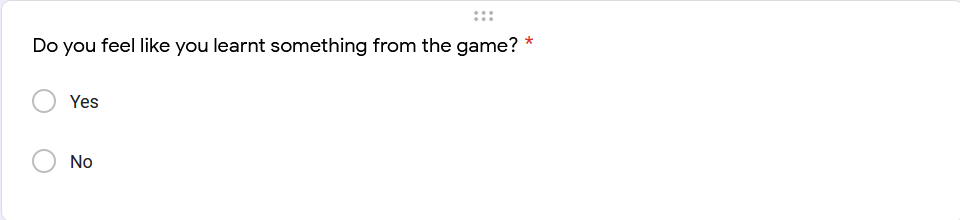 Do you feel like you learnt something from the game? *
Yes
No